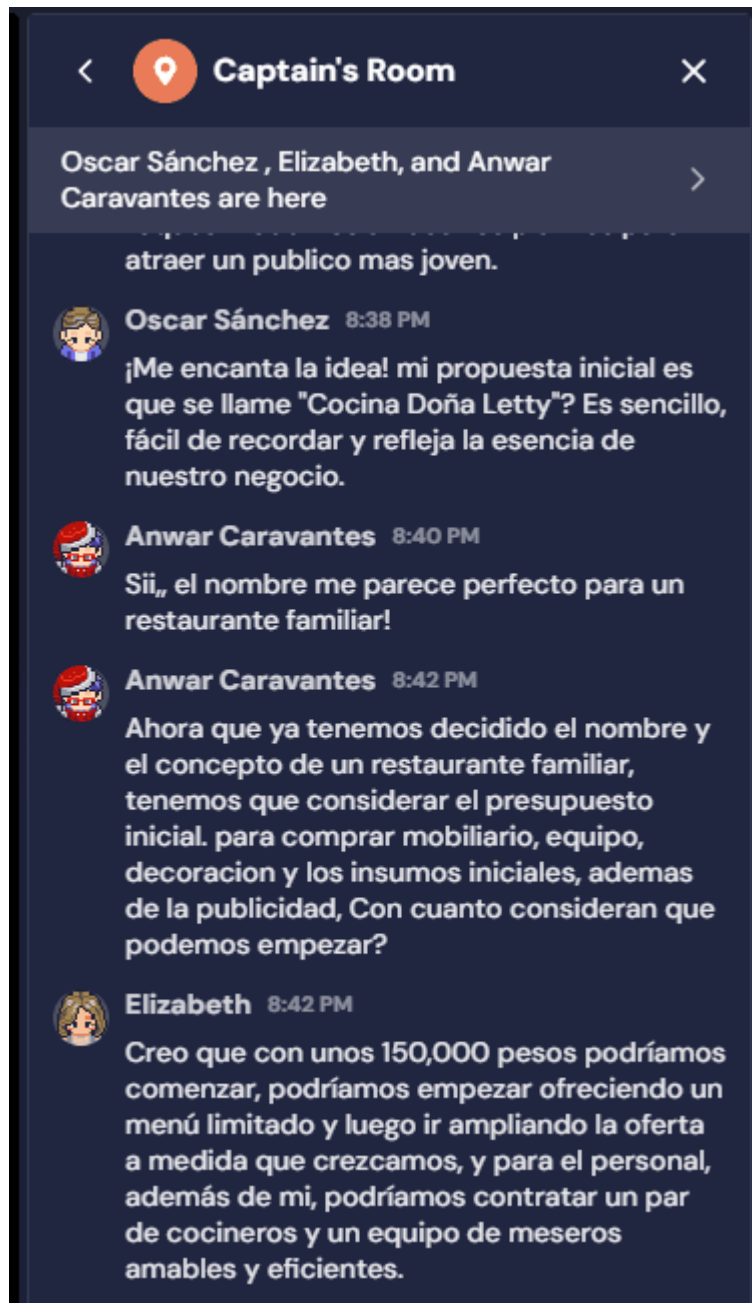 Captain's Room
Oscar Sánchez , Elizabeth, and Anwar
Caravantes are here
atraer un publico mas joven.
Oscar Sánchez 8:38 PM
¡Me encanta la idea! mi propuesta inicial es
que se llame "Cocina Doña Letty"? Es sencillo,
fácil de recordar y refleja la esencia de
nuestro negocio.
Anwar Caravantes 8:40 PM
Sii,, el nombre me parece perfecto para un
restaurante familiar!
Anwar Caravantes 8:42 PM
Ahora que ya tenemos decidido el nombre y
el concepto de un restaurante familiar,
tenemos que considerar el presupuesto
inicial. para comprar mobiliario, equipo,
decoracion y los insumos iniciales, ademas
de la publicidad, Con cuanto consideran que
podemos empezar?
Elizabeth 8:42 PM
Creo que con unos 150,000 pesos podríamos
comenzar, podríamos empezar ofreciendo un
menú limitado y luego ir ampliando la oferta
a medida que crezcamos, y para el personal,
además de mi, podríamos contratar un par
de cocineros y un equipo de meseros
amables y eficientes.